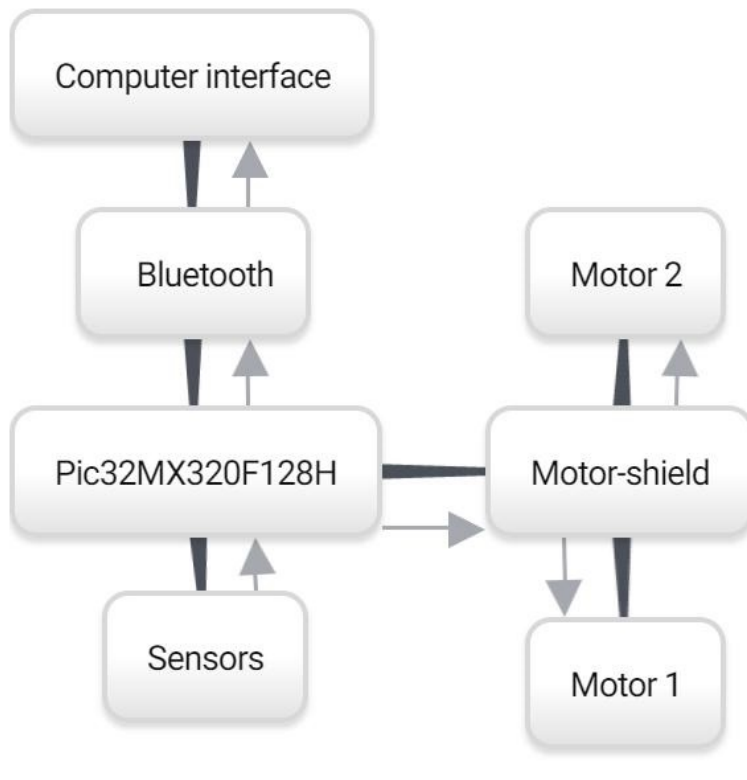 Computer interface
Bluetooth
Motor 2
Pic32MX320F128H
Motor-shield
Sensors
Motor 1